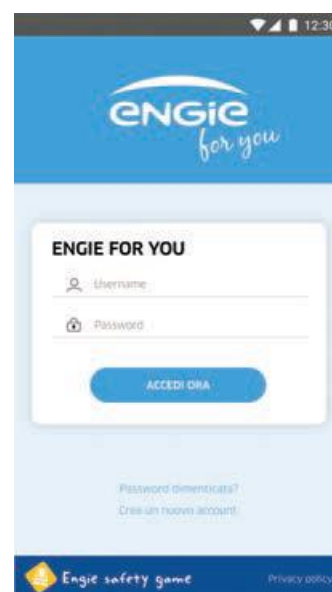 12:30
ENGIE
for you
ENGIE FOR YOU
Username
Password
ACCEDI ORA
Password dimenticata?
Crea un nuovo account
Engie safety game
Privacy policy